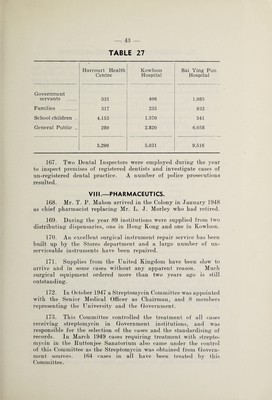 — 43 —
TABLE 27
Harcourt Health Centre
Kowloon Hospital
Sai Ying Pun Hospital
Government servants 531 406 1,985
Families 317 235 932
School children 4,153 1,570 541
General Public 289 2,820 6,058
5,290 5,031 9,516
167. Two Dental Inspectors were employed during the year
to inspect premises of registered dentists and investigate cases of
un-registered dental practice. A number of police prosecutions
resulted.
VIII.—PHARMACEUTICS.
168. Mr. T. P. Mahon arrived in the Colony in January 1948
as chief pharmacist replacing Mr. L. J. Morley who had retired.
169. During the year 89 institutions were supplied from two
distributing dispensaries, one in Hong Kong and one in Kowloon.
170. An excellent surgical instrument repair service has been
built up by the Stores department and a large number of un-
serviceable instruments have been repaired.
171. Supplies from the United Kingdom have been slow to
arrive and in some cases without any apparent reason. Much
surgical equipment ordered more than two years ago is still
outstanding.
172. In October 1947 a Streptomycin Committee was appointed
with the Senior Medical Officer as Chairman, and 8 members
representing the University and the Government.
173. This Committee controlled the treatment of all cases
receiving streptomycin in Government institutions, and was
responsible for the selection of the cases and the standardising of
records. In March 1949 cases requiring treatment with strepto-
mycin in the Ruttonjee Sanatorium also came under the control
of this Committee as the Streptomycin was obtained from Govern-
ment sources. 164 cases in all have been treated by this
Committee.